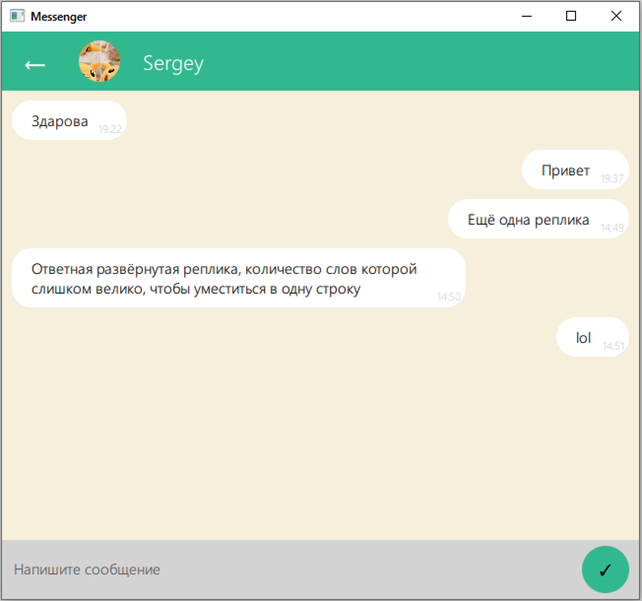 Messenger
Sergey
Здарова 19:22
Привет 19:37
Ещё одна реплика 14:49
Ответная развёрнутая реплика, количество слов которой
слишком велико, чтобы уместиться в одну строку 14:50
lol 14:51
Напишите сообщение